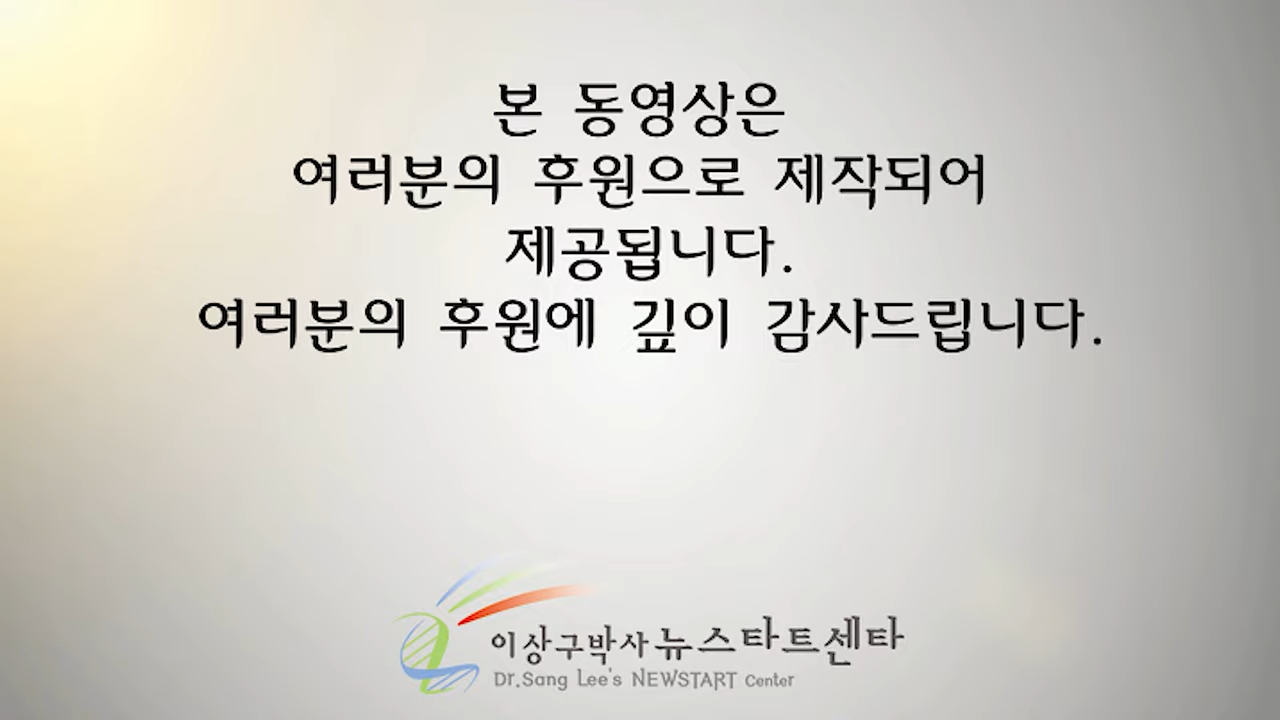 본 동영상은
여러분의 후원으로 제작되어
제공됩니다.
여러분의 후원에 깊이 감사드립니다.
이상구박사 뉴스타트센타
Dr.Sang Lee's NEWSTART Center